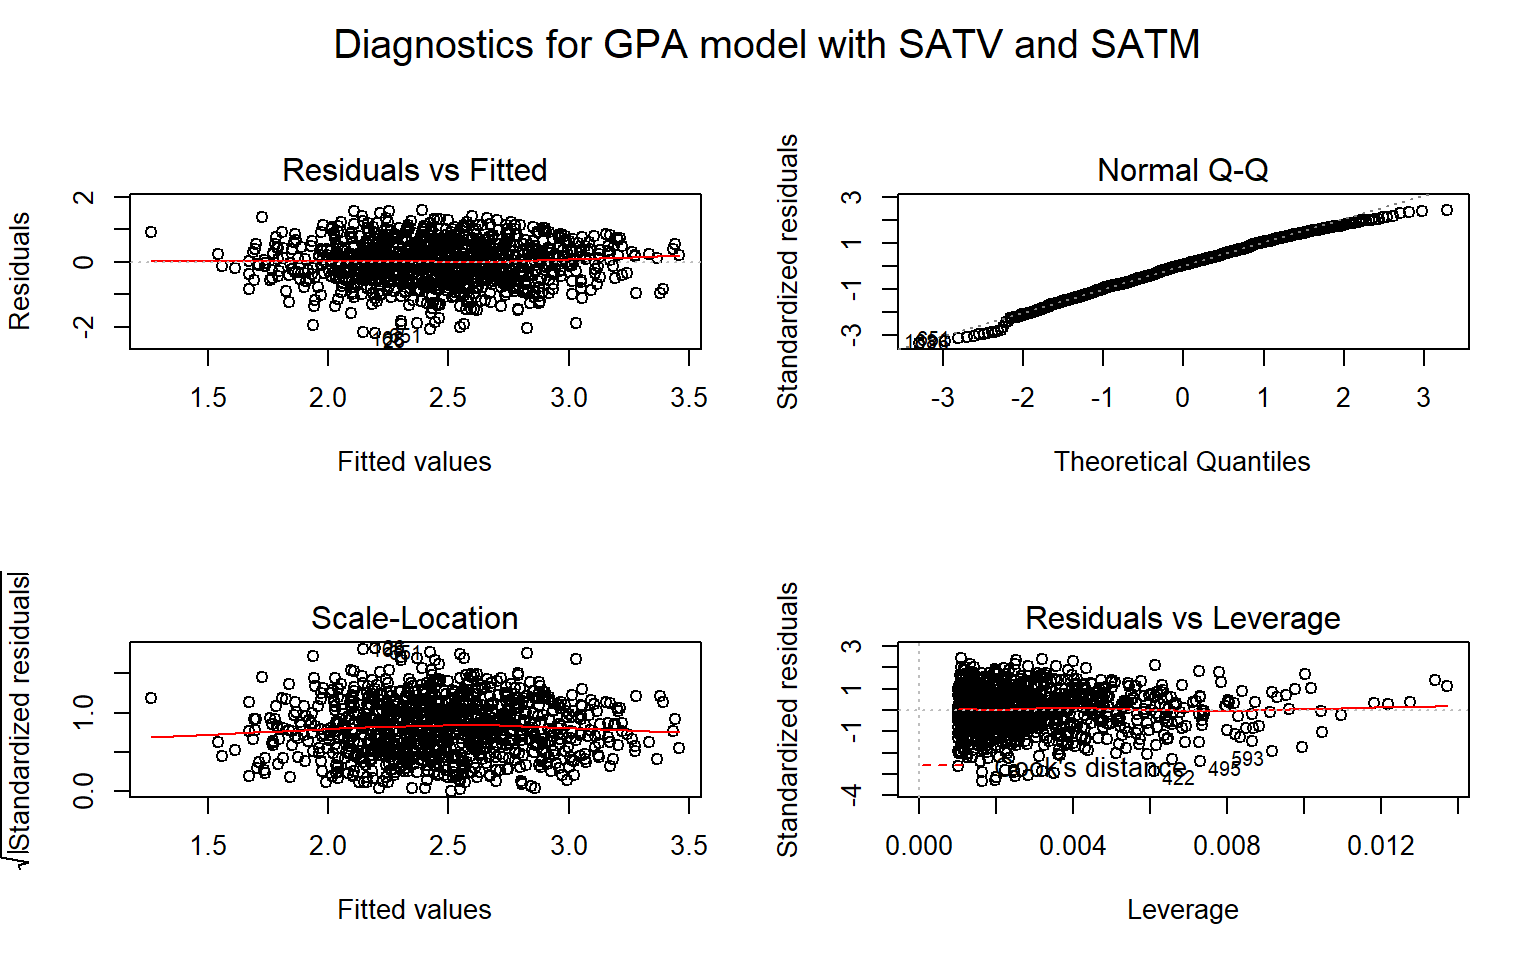 Diagnostics for GPA model with SATV and SATM
Residuals vs Fitted
Residuals
2
0
-2
651
1.5 2.0 2.5 3.0 3.5
Fitted values
Normal Q-Q
Standardized residuals
3
1
-1
-3
-3 -2 -1 0 1 2 3
Theoretical Quantiles
Scale-Location
√|Standardized residuals|
1.0
0.0
1.5 2.0 2.5 3.0 3.5
Fitted values
Residuals vs Leverage
Standardized residuals
3
1
-1
-4
Cook's distance
593
495
422
0.000 0.004 0.008 0.012
Leverage